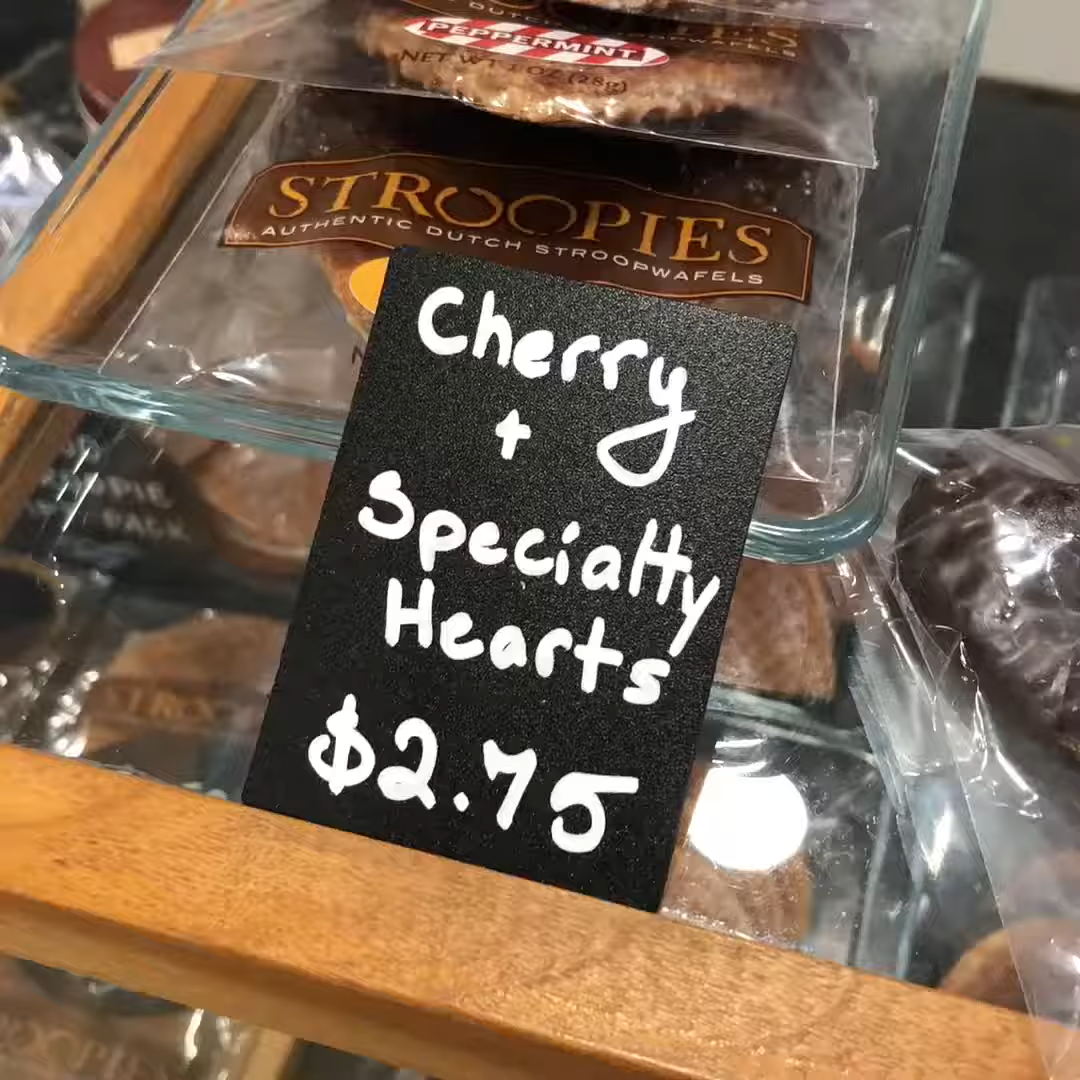 PEPPERMINT
NET WT 1 OZ (28g)
STROOPIES
AUTHENTIC DUTCH STROOPWAFELS
Cherry
+
Specialty
Hearts
$2.75